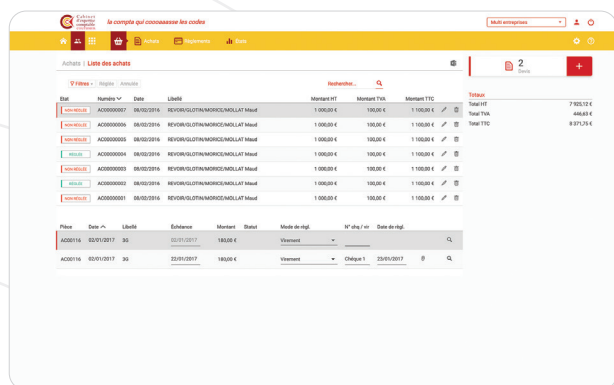 Cabinet
d'expertise
comptable
la compta qui cooooaaasse les codes
Multi entreprises
Achats
Règlements
Stats
Achats | Liste des achats
2
Devis
+
Filtres Réglée Annulée
Rechercher...
Etat Numéro Date Libellé Montant HT Montant TVA Montant TTC
NON RÉGLÉE AC00000007 08/02/2016 REVOIR/GLOTIN/MORICE/MOLLAT Maud 1 000,00 € 100,00 € 1 100,00 €
NON RÉGLÉE AC00000006 08/02/2016 REVOIR/GLOTIN/MORICE/MOLLAT Maud 1 000,00 € 100,00 € 1 100,00 €
NON RÉGLÉE AC00000005 08/02/2016 REVOIR/GLOTIN/MORICE/MOLLAT Maud 1 000,00 € 100,00 € 1 100,00 €
RÉGLÉE AC00000004 08/02/2016 REVOIR/GLOTIN/MORICE/MOLLAT Maud 1 000,00 € 100,00 € 1 100,00 €
NON RÉGLÉE AC00000003 08/02/2016 REVOIR/GLOTIN/MORICE/MOLLAT Maud 1 000,00 € 100,00 € 1 100,00 €
RÉGLÉE AC00000002 08/02/2016 REVOIR/GLOTIN/MORICE/MOLLAT Maud 1 000,00 € 100,00 € 1 100,00 €
NON RÉGLÉE AC00000001 08/02/2016 REVOIR/GLOTIN/MORICE/MOLLAT Maud 1 000,00 € 100,00 € 1 100,00 €
Totaux
Total HT 7 925,12 €
Total TVA 446,63 €
Total TTC 8 371,75 €
Pièce Date Libellé Échéance Montant Statut Mode de règl. N° chq / vir Date de règl.
AC00116 02/01/2017 3G 22/01/2017 180,00 € Virement
AC00116 02/01/2017 3G 22/01/2017 180,00 € Virement Chéque 1 23/01/2017